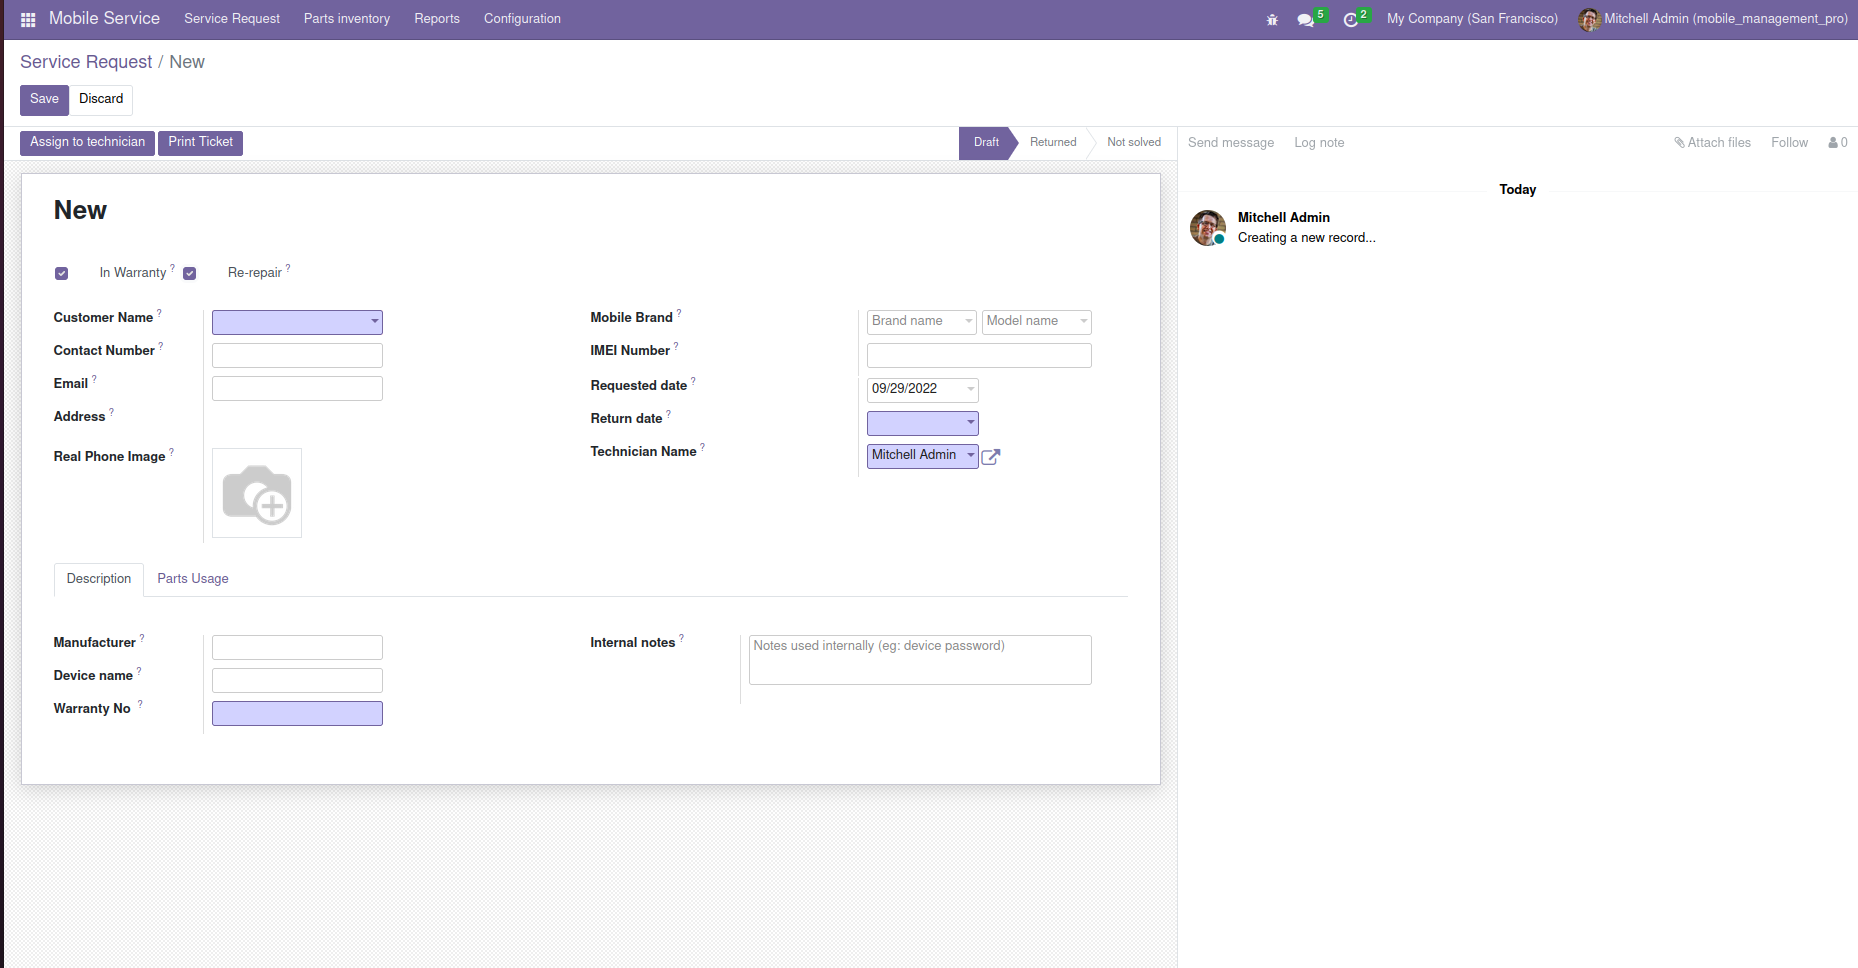 Mobile Service Service Request Parts inventory Reports Configuration 5 2 My Company (San Francisco) Mitchell Admin (mobile_management_pro)
Service Request / New
Save Discard
Assign to technician Print Ticket Draft Returned Not solved Send message Log note Attach files Follow 0
Today
Mitchell Admin
Creating a new record...
New
In Warranty ? Re-repair ?
Customer Name ? Mobile Brand ? Brand name Model name
Contact Number ? IMEI Number ?
Email ? Requested date ? 09/29/2022
Address ? Return date ?
Real Phone Image ? Technician Name ? Mitchell Admin
Description Parts Usage
Manufacturer ? Internal notes ? Notes used internally (eg: device password)
Device name ?
Warranty No ?